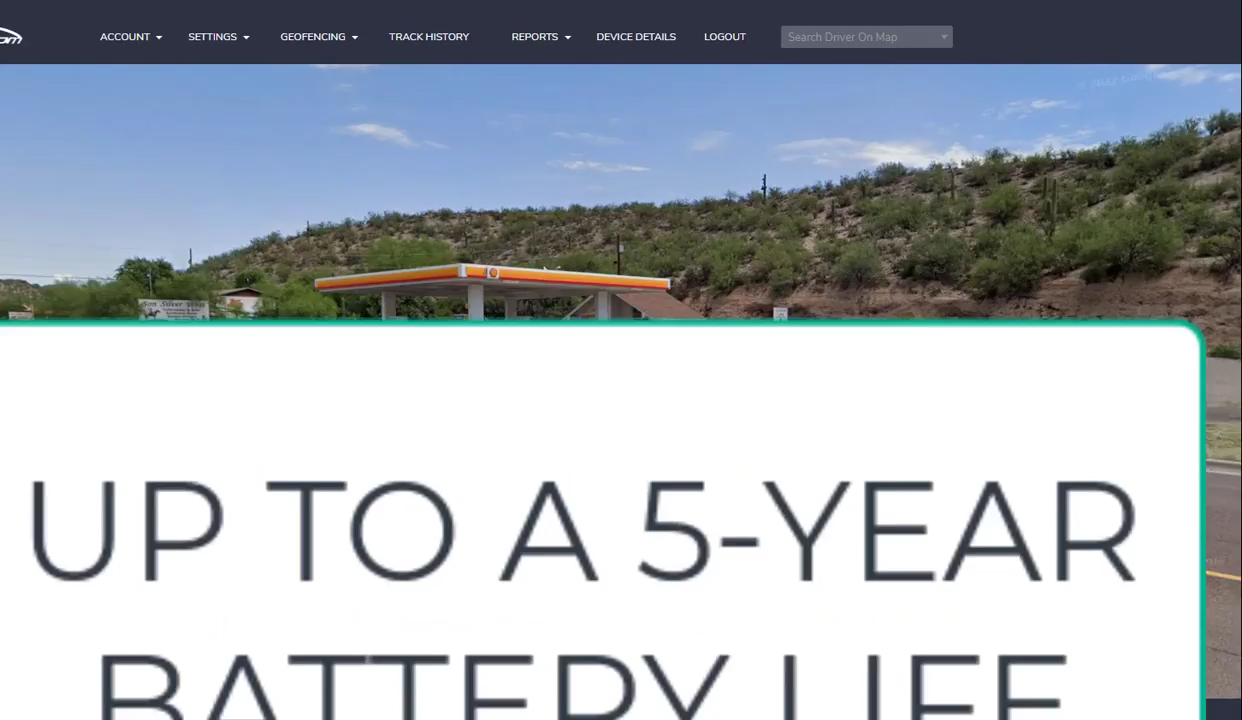 ACCOUNT SETTINGS GEOFENCING TRACK HISTORY REPORTS DEVICE DETAILS LOGOUT Search Driver On Map
UP TO A 5-YEAR
BATTERY LIFE